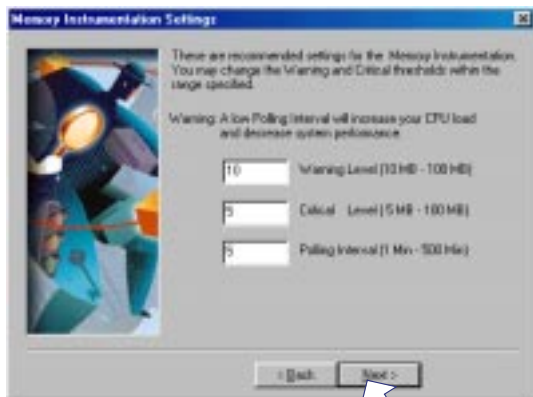 Memory Instrumentation Settings
These are recommended settings for the Memory Instrumentation.
You may change the Warning and Critical thresholds within the
range specified.
Warning: A low Polling Interval will increase your CPU load
and decrease system performance.
10 Warning Level (10 MB - 100 MB)
5 Critical Level (5 MB - 100 MB)
5 Polling Interval (1 Min - 500 Min)
< Back Next >